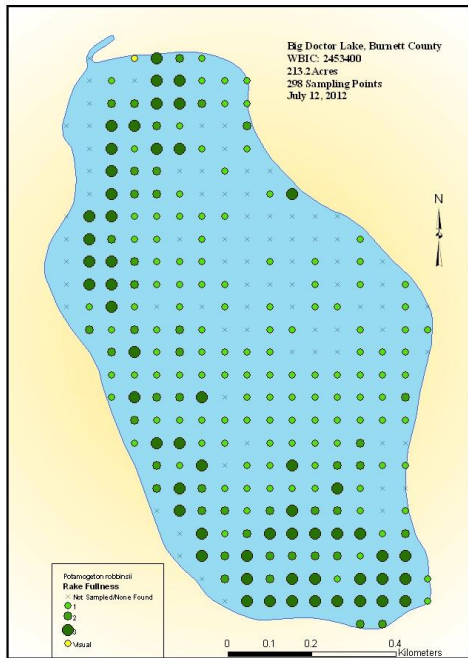 Big Doctor Lake, Burnett County
WBIC: 2453400
213.2 Acres
298 Sampling Points
July 12, 2012
N
Potamogeton robbinsii
Rake Fullness
Not Sampled/None Found
1
2
3
Visual
0 0.1 0.2 0.4
Kilometers